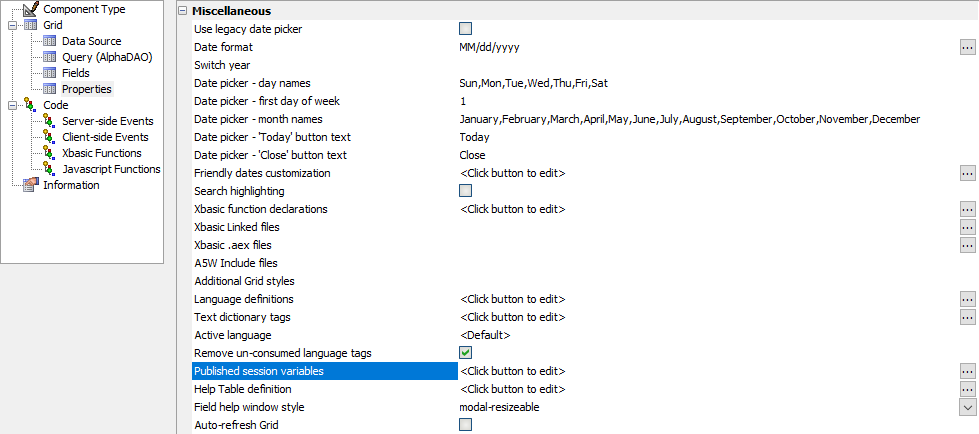 Component Type
Grid
Data Source
Query (AlphaDAO)
Fields
Properties
Code
Server-side Events
Client-side Events
Xbasic Functions
Javascript Functions
Information
Miscellaneous
Use legacy date picker
Date format MM/dd/yyyy ...
Switch year
Date picker - day names Sun,Mon,Tue,Wed,Thu,Fri,Sat
Date picker - first day of week 1
Date picker - month names January,February,March,April,May,June,July,August,September,October,November,December
Date picker - 'Today' button text Today
Date picker - 'Close' button text Close
Friendly dates customization <Click button to edit> ...
Search highlighting
Xbasic function declarations <Click button to edit> ...
Xbasic Linked files ...
Xbasic .aex files ...
A5W Include files
Additional Grid styles
Language definitions <Click button to edit> ...
Text dictionary tags <Click button to edit> ...
Active language <Default>
Remove un-consumed language tags
Published session variables <Click button to edit> ...
Help Table definition <Click button to edit> ...
Field help window style modal-resizeable
Auto-refresh Grid